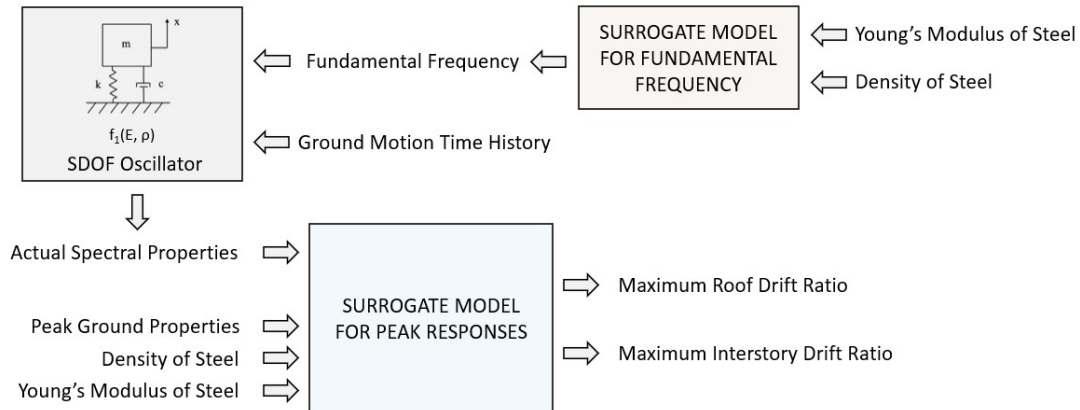 x
m
k
c
f₁(E, ρ)
SDOF Oscillator
Fundamental Frequency
Ground Motion Time History
SURROGATE MODEL
FOR FUNDAMENTAL
FREQUENCY
Young's Modulus of Steel
Density of Steel
Actual Spectral Properties
Peak Ground Properties
Density of Steel
Young's Modulus of Steel
SURROGATE MODEL
FOR PEAK RESPONSES
Maximum Roof Drift Ratio
Maximum Interstory Drift Ratio